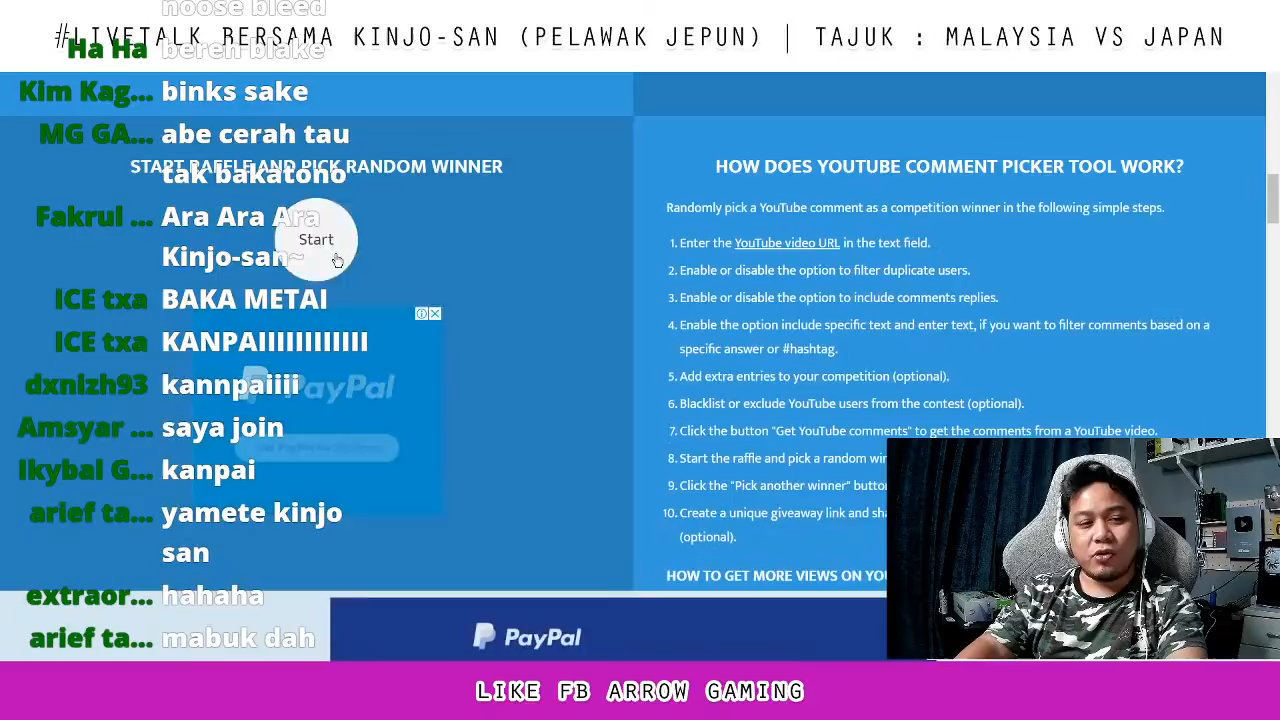 noose bleed
#LIVETALK BERSAMA KINJO-SAN (PELAWAK JEPUN) | TAJUK : MALAYSIA VS JAPAN
Ha Ha beren blake
Kim Kag... binks sake
MG GA... abe cerah tau
tak bakatono
Fakrul ... Ara Ara Ara
Kinjo-san~
ICE txa BAKA METAI
ICE txa KANPAIIIIIIIIIIII
dxnizh93 kannpaiiii
Amsyar ... saya join
Ikybal G... kanpai
arief ta... yamete kinjo
san
extraor... hahaha
arief ta... mabuk dah
START RAFFLE AND PICK RANDOM WINNER
Start
PayPal
HOW DOES YOUTUBE COMMENT PICKER TOOL WORK?
Randomly pick a YouTube comment as a competition winner in the following simple steps.
1. Enter the YouTube video URL in the text field.
2. Enable or disable the option to filter duplicate users.
3. Enable or disable the option to include comments replies.
4. Enable the option include specific text and enter text, if you want to filter comments based on a
specific answer or #hashtag.
5. Add extra entries to your competition (optional).
6. Blacklist or exclude YouTube users from the contest (optional).
7. Click the button "Get YouTube comments" to get the comments from a YouTube video.
8. Start the raffle and pick a random
9. Click the "Pick another winner"
10. Create a unique giveaway link and
(optional).
HOW TO GET MORE VIEWS ON
PayPal
LIKE FB ARROW GAMING